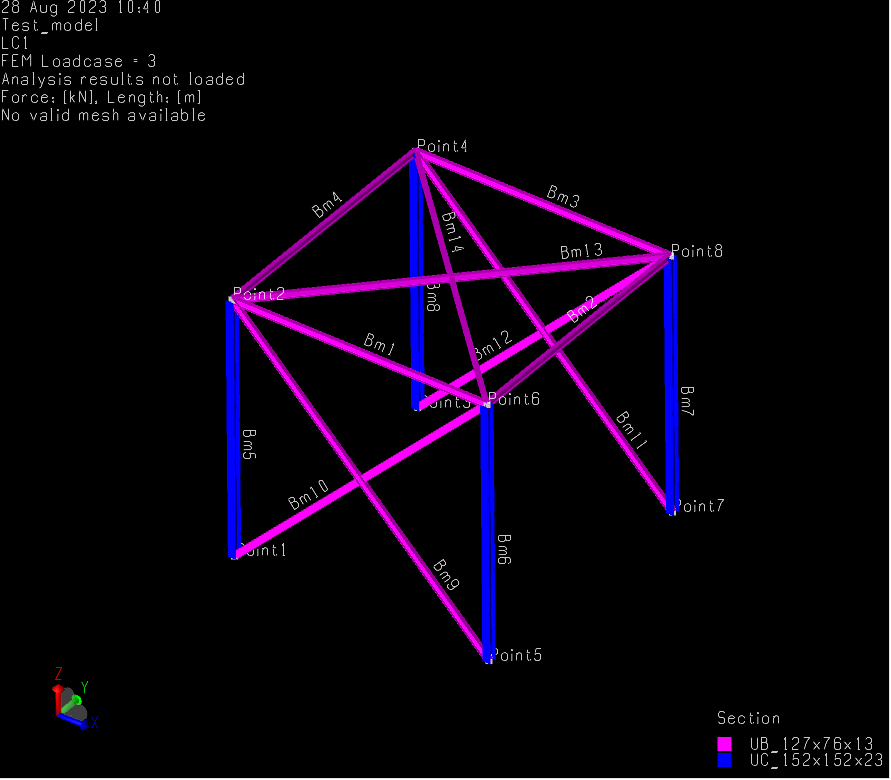 28 Aug 2023 10:40
Test_model
LC1
FEM Loadcase = 3
Analysis results not loaded
Force: [kN], Length: [m]
No valid mesh available
Point4
Bm4
Bm3
Bm14
Bm13
Point8
Point2
Bm8
Bm2
Bm1
Bm12
Point3
Point6
Bm7
Bm11
Bm5
Bm10
Point7
Point1
Bm6
Bm9
Point5
Z
Y
X
Section
UB_127x76x13
UC_152x152x23